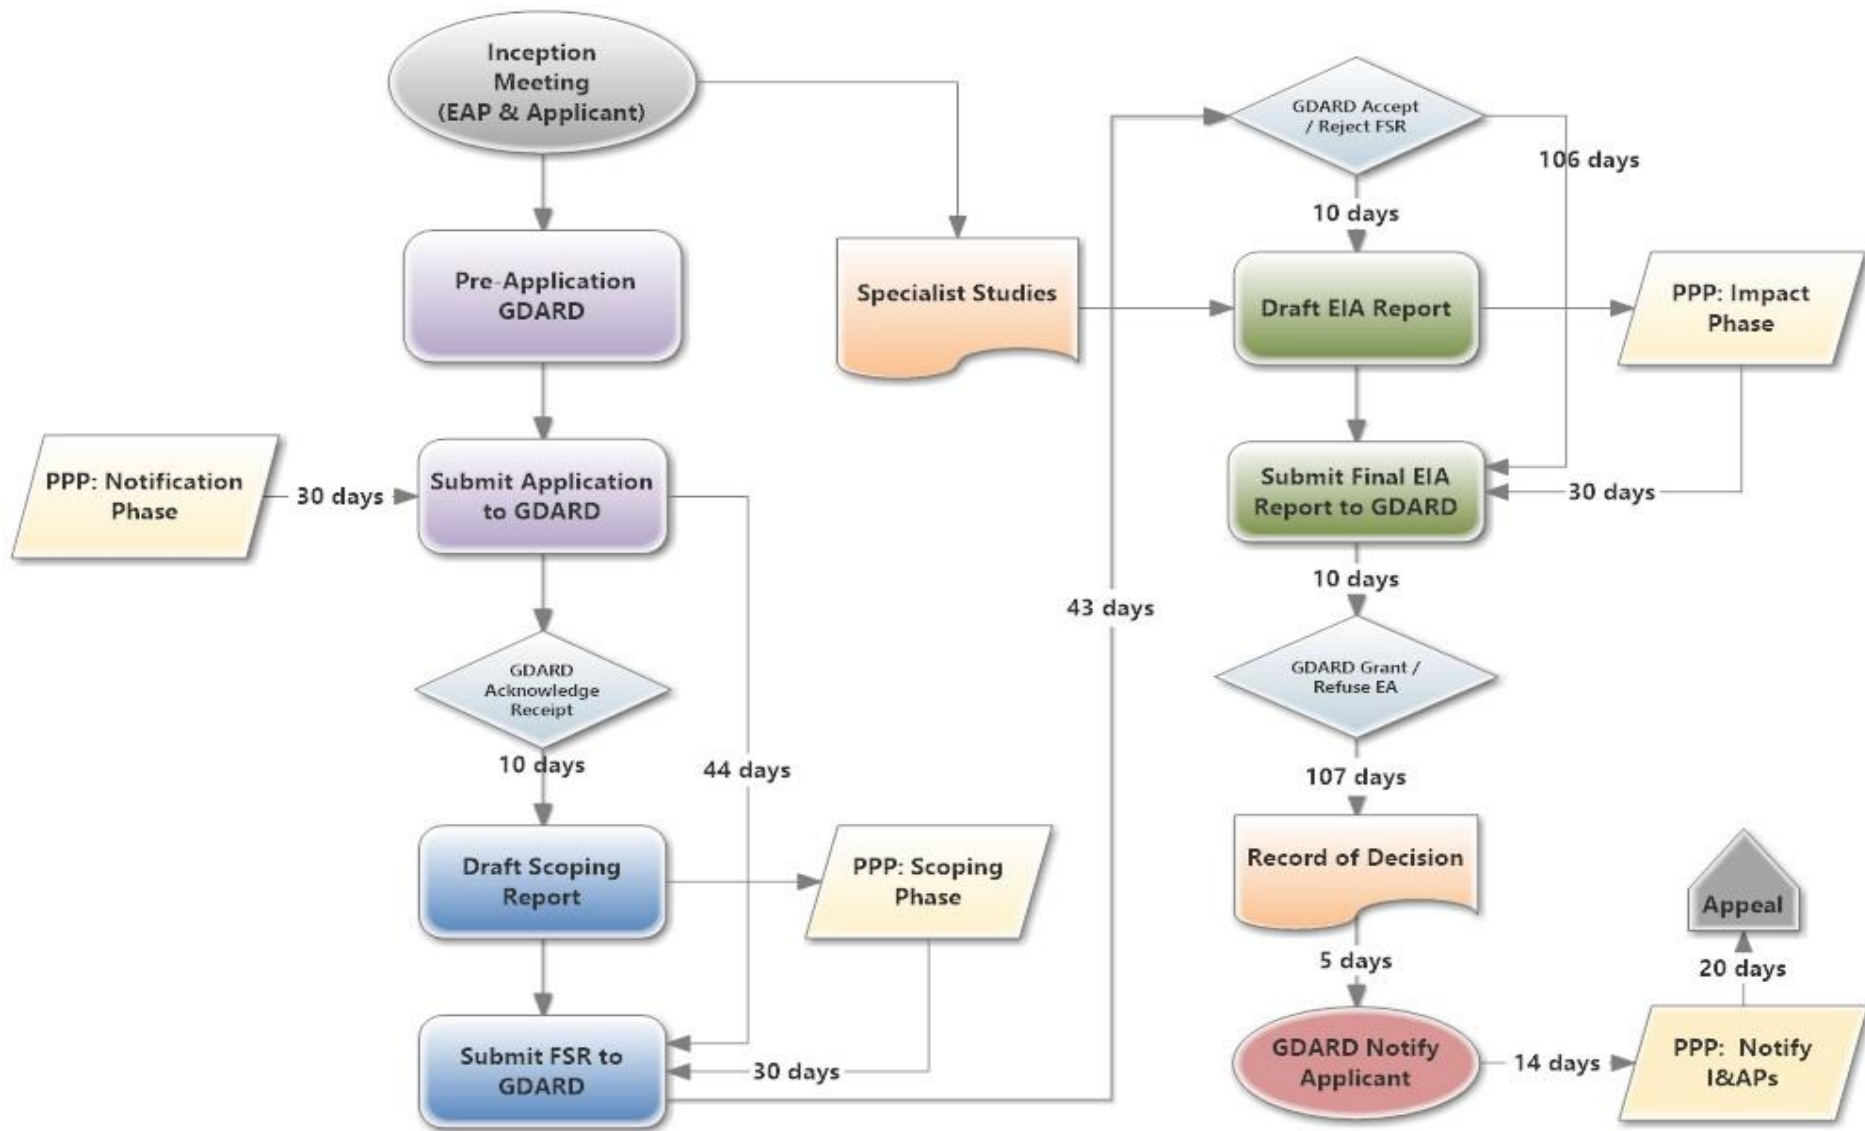 Inception
Meeting
(EAP & Applicant)
Pre-Application
GDARD
PPP: Notification
Phase
30 days
Submit Application
to GDARD
GDARD
Acknowledge
Receipt
10 days
44 days
Draft Scoping
Report
PPP: Scoping
Phase
30 days
Submit FSR to
GDARD
43 days
Specialist Studies
GDARD Accept
/ Reject FSR
106 days
10 days
Draft EIA Report
PPP: Impact
Phase
30 days
Submit Final EIA
Report to GDARD
10 days
GDARD Grant /
Refuse EA
107 days
Record of Decision
5 days
GDARD Notify
Applicant
14 days
PPP: Notify
I&APs
20 days
Appeal